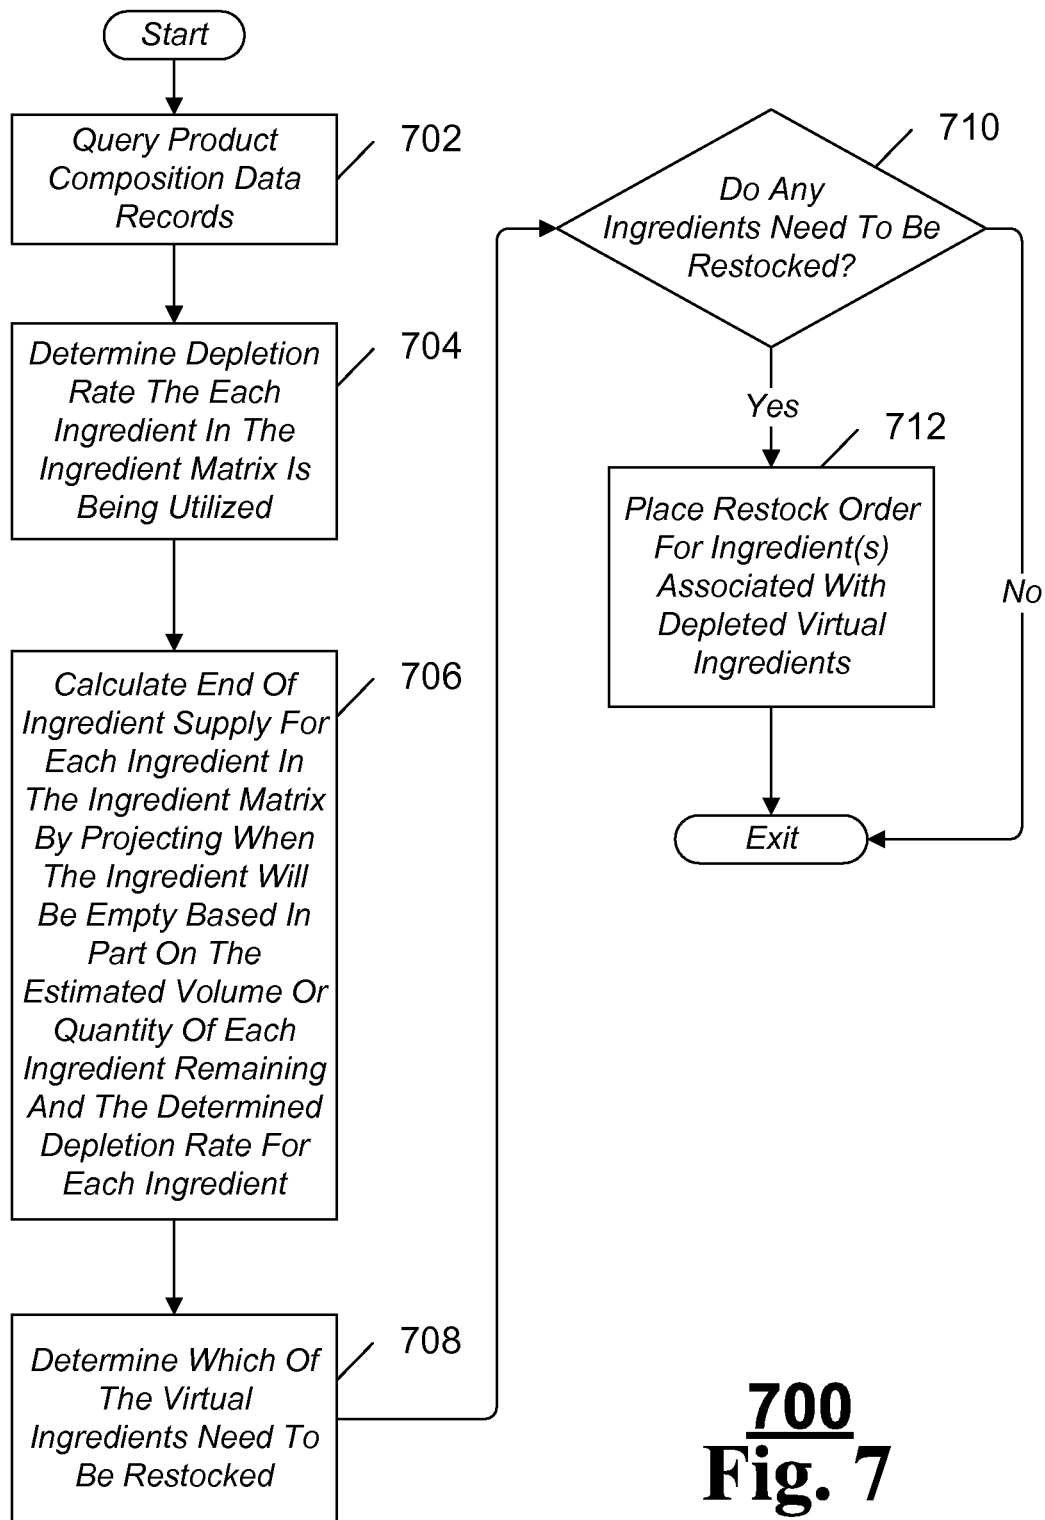 Start
Query Product
Composition Data
Records
702
Determine Depletion
Rate The Each
Ingredient In The
Ingredient Matrix Is
Being Utilized
704
Calculate End Of
Ingredient Supply For
Each Ingredient In
The Ingredient Matrix
By Projecting When
The Ingredient Will
Be Empty Based In
Part On The
Estimated Volume Or
Quantity Of Each
Ingredient Remaining
And The Determined
Depletion Rate For
Each Ingredient
706
Determine Which Of
The Virtual
Ingredients Need To
Be Restocked
708
Do Any
Ingredients Need To Be
Restocked?
710
Yes
No
Place Restock Order
For Ingredient(s)
Associated With
Depleted Virtual
Ingredients
712
Exit
700
Fig. 7